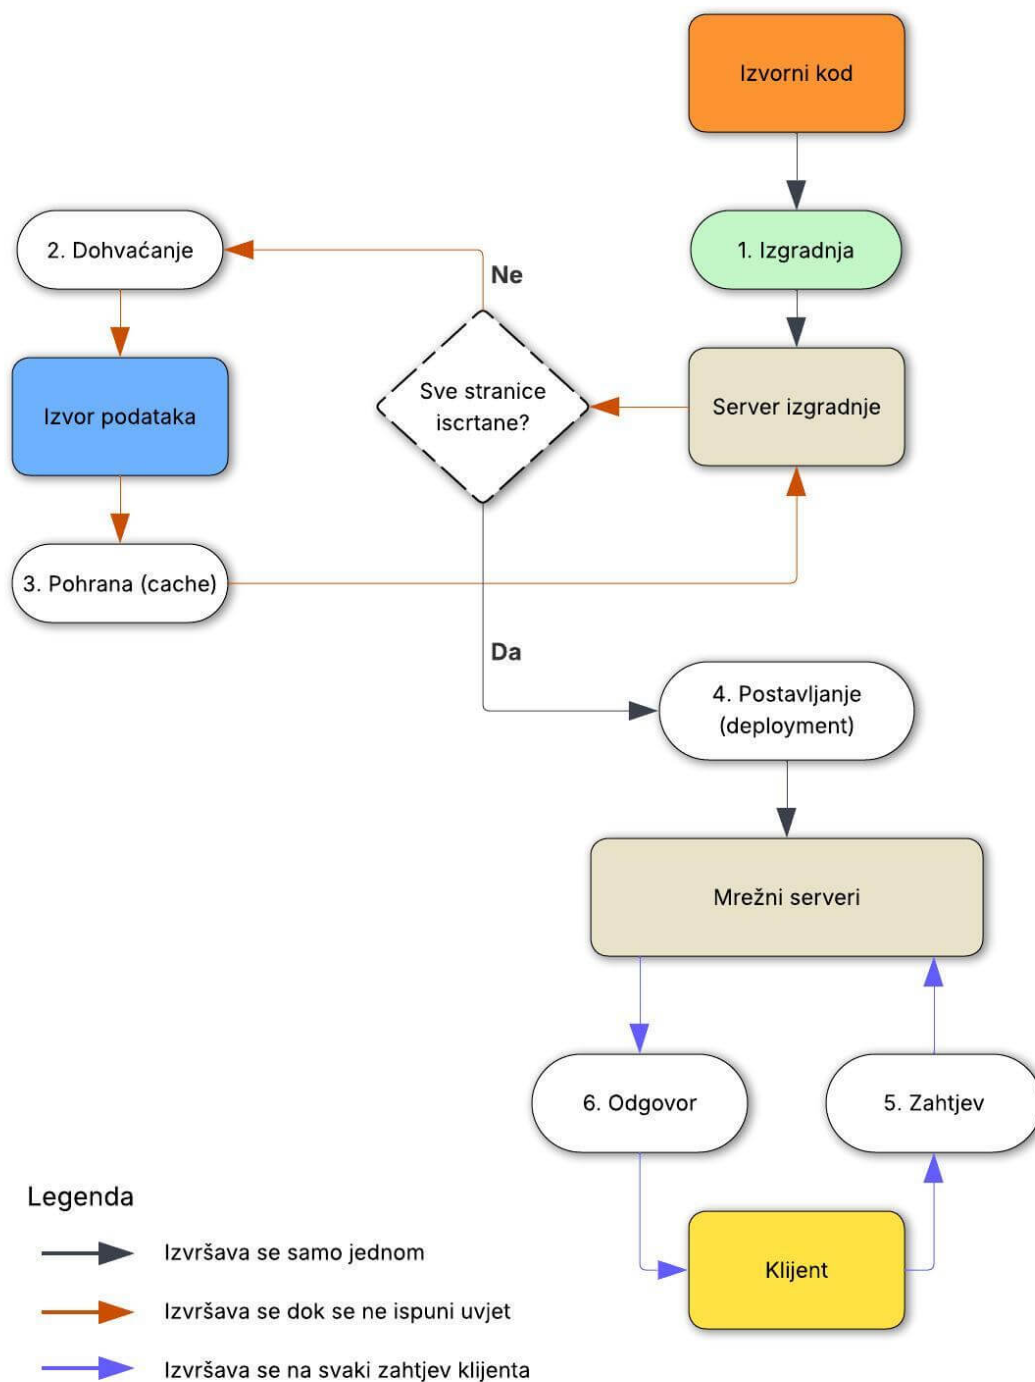 Izvorni kod
1. Izgradnja
2. Dohvaćanje
Ne
Sve stranice
iscrtane?
Server izgradnje
Izvor podataka
3. Pohrana (cache)
Da
4. Postavljanje
(deployment)
Mrežni serveri
6. Odgovor
5. Zahtjev
Klijent
Legenda
Izvršava se samo jednom
Izvršava se dok se ne ispuni uvjet
Izvršava se na svaki zahtjev klijenta